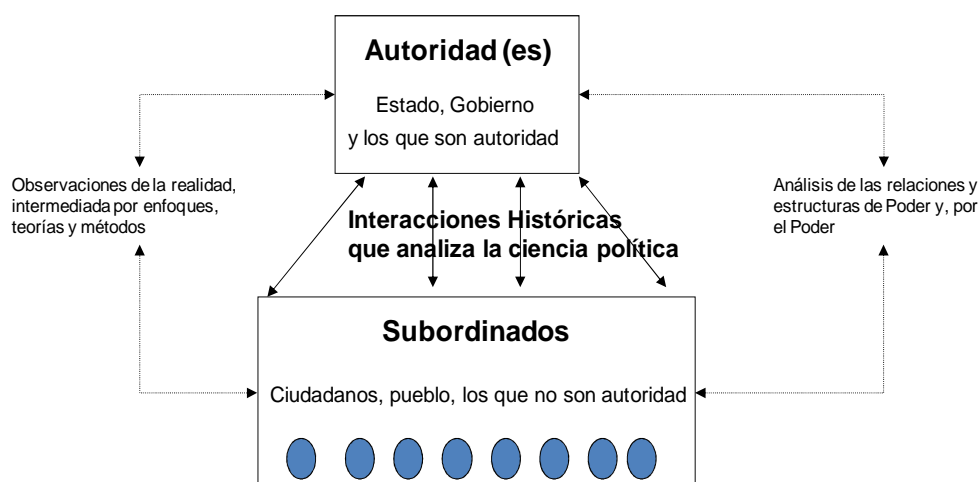 Autoridad (es)
Estado, Gobierno
y los que son autoridad
Observaciones de la realidad,
intermediada por enfoques,
teorías y métodos
Interacciones Históricas
que analiza la ciencia política
Análisis de las relaciones y
estructuras de Poder y, por
el Poder
Subordinados
Ciudadanos, pueblo, los que no son autoridad